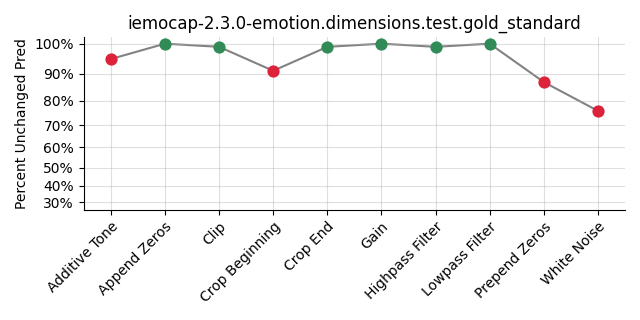 iemocap-2.3.0-emotion.dimensions.test.gold_standard
Percent Unchanged Pred
100%
90%
80%
70%
60%
50%
40%
30%
Additive Tone
Append Zeros
Clip
Crop Beginning
Crop End
Gain
Highpass Filter
Lowpass Filter
Prepend Zeros
White Noise